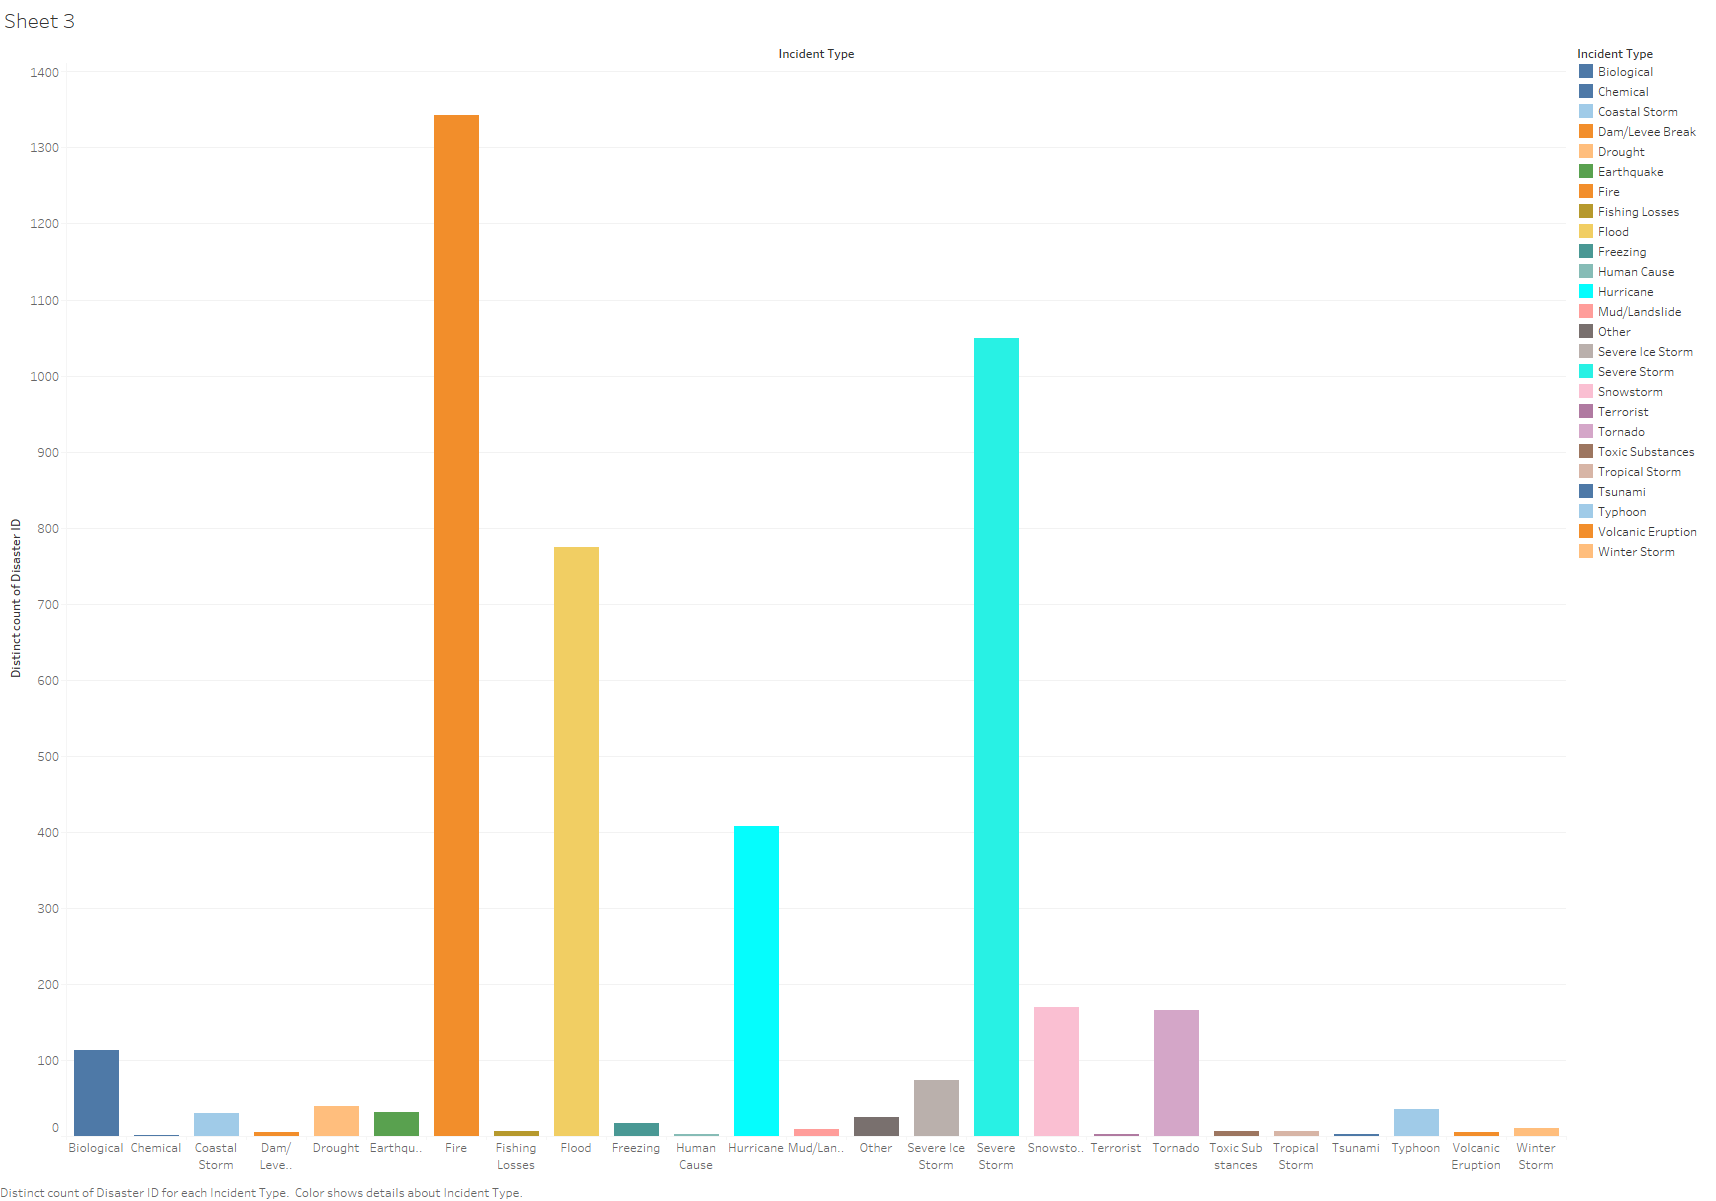 Sheet 3
Incident Type
Incident Type
Biological
Chemical
Coastal Storm
Dam/Levee Break
Drought
Earthquake
Fire
Fishing Losses
Flood
Freezing
Human Cause
Hurricane
Mud/Landslide
Other
Severe Ice Storm
Severe Storm
Snowstorm
Terrorist
Tornado
Toxic Substances
Tropical Storm
Tsunami
Typhoon
Volcanic Eruption
Winter Storm
1400
1300
1200
1100
1000
900
800
700
600
500
400
300
200
100
0
Distinct count of Disaster ID
Biological
Chemical
Coastal
Storm
Dam/
Leve..
Drought
Earthqu..
Fire
Fishing
Losses
Flood
Freezing
Human
Cause
Hurricane
Mud/Lan..
Other
Severe Ice
Storm
Severe
Storm
Snowsto..
Terrorist
Tornado
Toxic Sub
stances
Tropical
Storm
Tsunami
Typhoon
Volcanic
Eruption
Winter
Storm
Distinct count of Disaster ID for each Incident Type.  Color shows details about Incident Type.